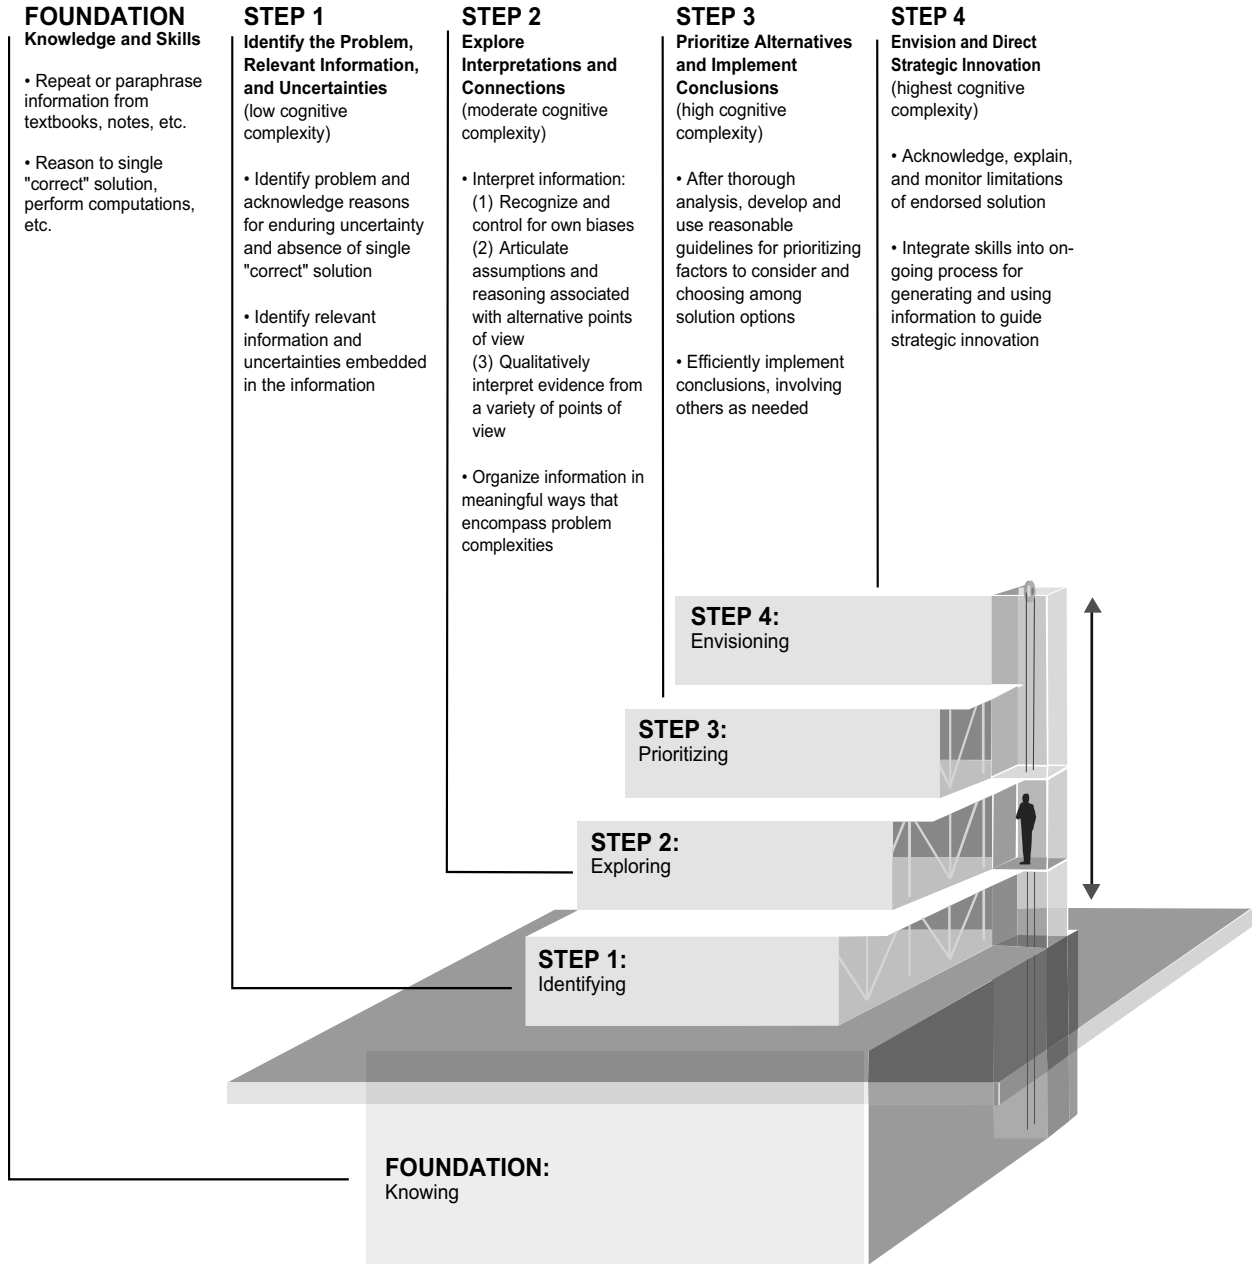 FOUNDATION
Knowledge and Skills
• Repeat or paraphrase
information from
textbooks, notes, etc.
• Reason to single
"correct" solution,
perform computations,
etc.
STEP 1
Identify the Problem,
Relevant Information,
and Uncertainties
(low cognitive
complexity)
• Identify problem and
acknowledge reasons
for enduring uncertainty
and absence of single
"correct" solution
• Identify relevant
information and
uncertainties embedded
in the information
STEP 2
Explore
Interpretations and
Connections
(moderate cognitive
complexity)
• Interpret information:
(1) Recognize and
control for own biases
(2) Articulate
assumptions and
reasoning associated
with alternative points
of view
(3) Qualitatively
interpret evidence from
a variety of points of
view
• Organize information in
meaningful ways that
encompass problem
complexities
STEP 3
Prioritize Alternatives
and Implement
Conclusions
(high cognitive
complexity)
• After thorough
analysis, develop and
use reasonable
guidelines for prioritizing
factors to consider and
choosing among
solution options
• Efficiently implement
conclusions, involving
others as needed
STEP 4
Envision and Direct
Strategic Innovation
(highest cognitive
complexity)
• Acknowledge, explain,
and monitor limitations
of endorsed solution
• Integrate skills into on-
going process for
generating and using
information to guide
strategic innovation
STEP 4:
Envisioning
STEP 3:
Prioritizing
STEP 2:
Exploring
STEP 1:
Identifying
FOUNDATION:
Knowing